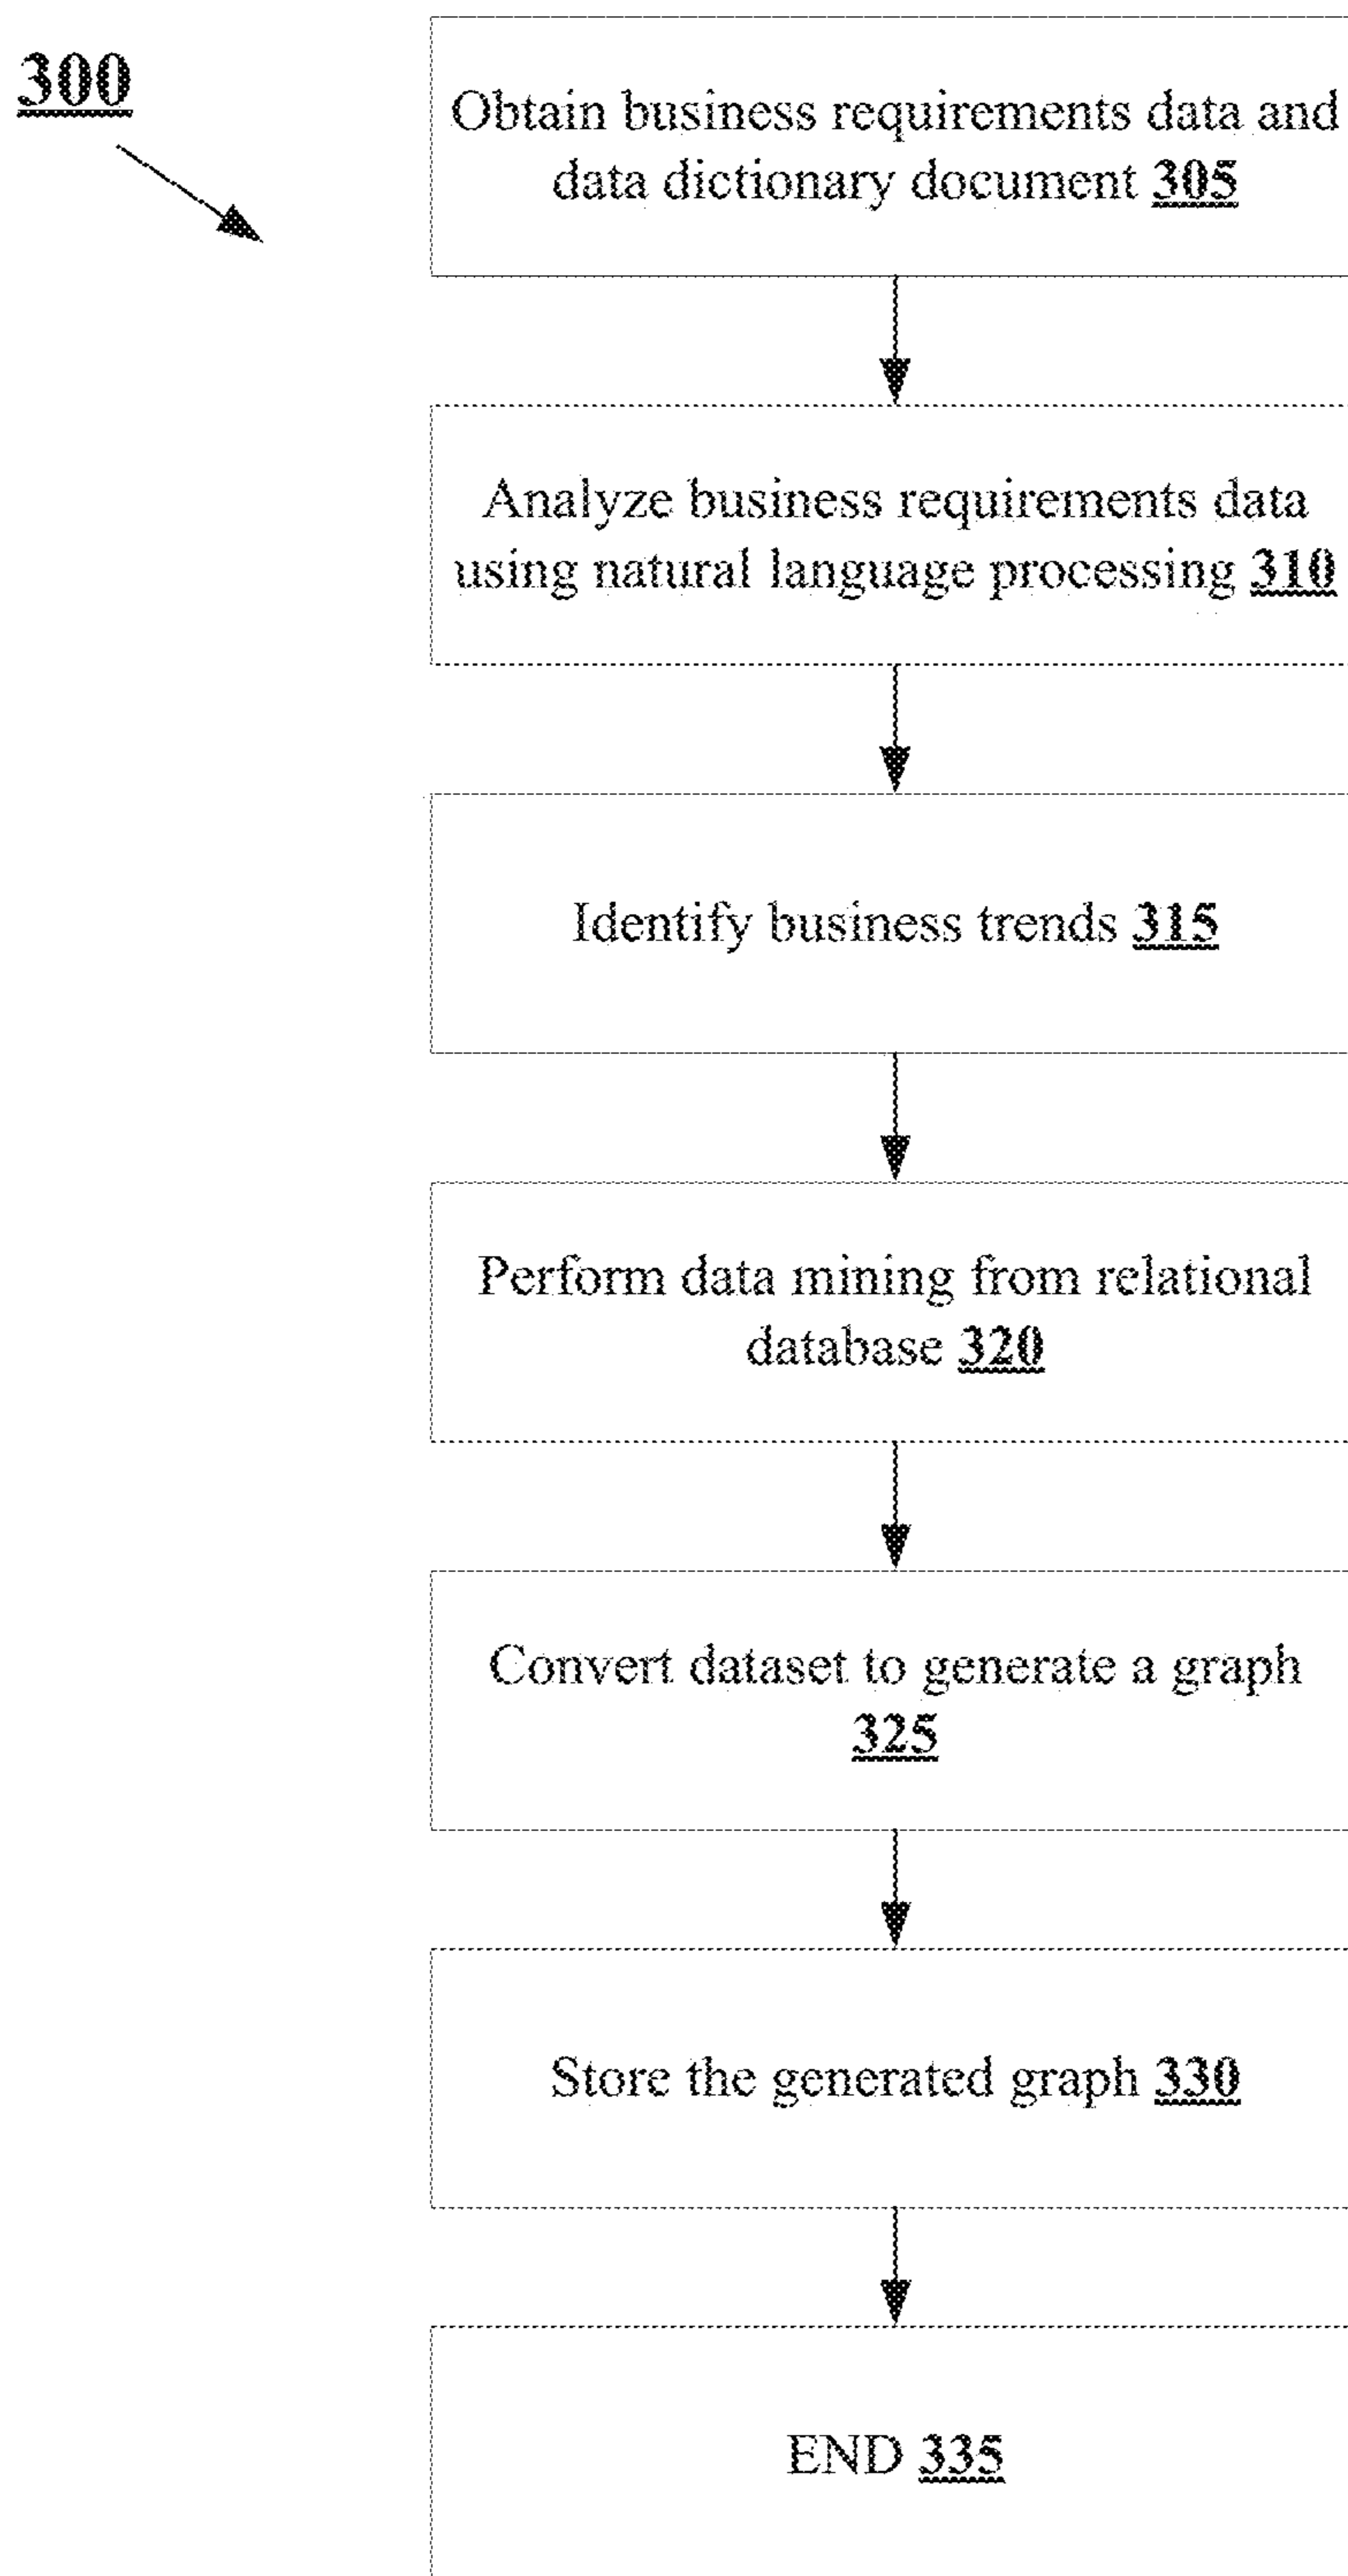 300
Obtain business requirements data and
data dictionary document 305
Analyze business requirements data
using natural language processing 310
Identify business trends 315
Perform data mining from relational
database 320
Convert dataset to generate a graph
325
Store the generated graph 330
END 335